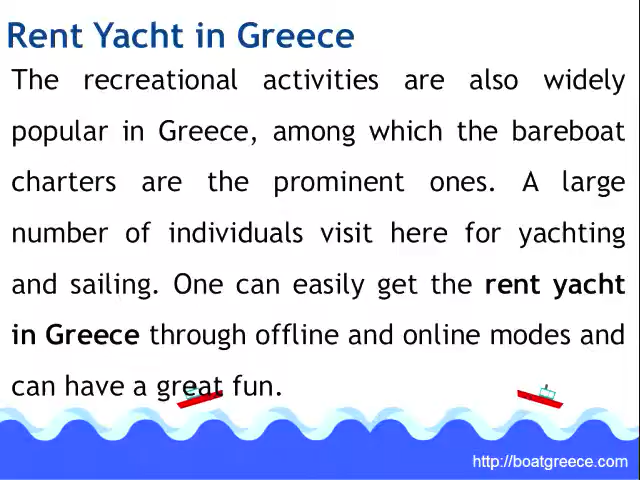 Rent Yacht in Greece
The recreational activities are also widely
popular in Greece, among which the bareboat
charters are the prominent ones. A large
number of individuals visit here for yachting
and sailing. One can easily get the rent yacht
in Greece through offline and online modes and
can have a great fun.
http://boatgreece.com